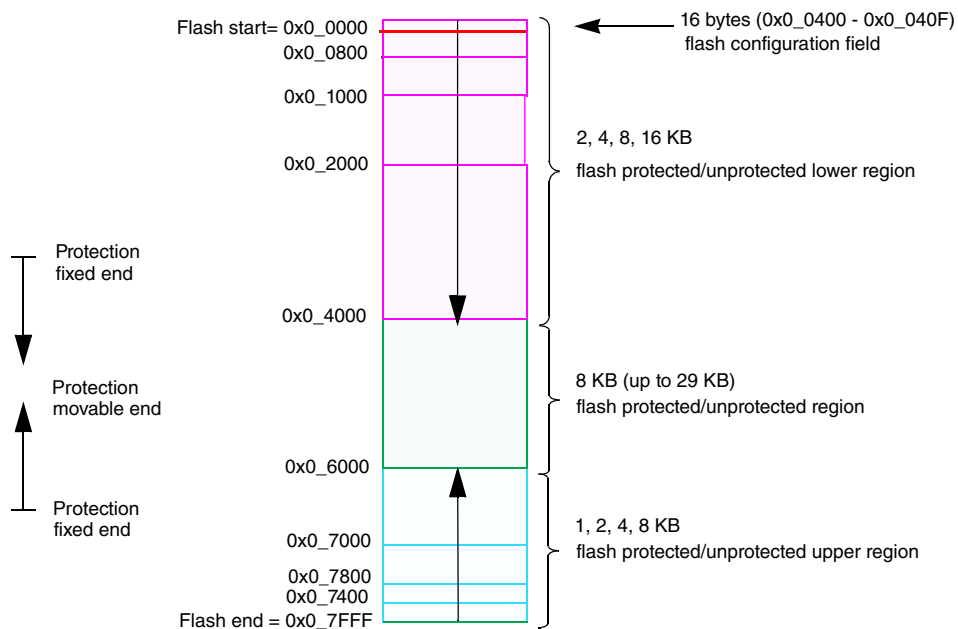 Flash start= 0x0_0000
16 bytes (0x0_0400 - 0x0_040F)
flash configuration field
0x0_0800
0x0_1000
2, 4, 8, 16 KB
flash protected/unprotected lower region
0x0_2000
Protection
fixed end
0x0_4000
Protection
movable end
8 KB (up to 29 KB)
flash protected/unprotected region
0x0_6000
Protection
fixed end
1, 2, 4, 8 KB
flash protected/unprotected upper region
0x0_7000
0x0_7800
0x0_7400
Flash end = 0x0_7FFF